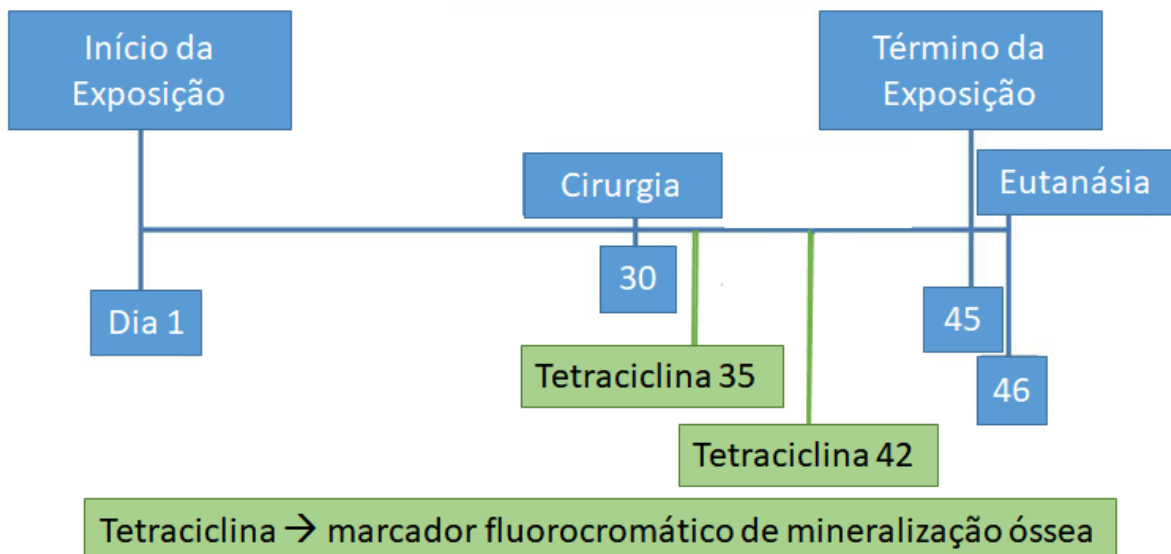 Início da
Exposição
Término da
Exposição
Cirurgia
Eutanásia
Dia 1
30
45
46
Tetraciclina 35
Tetraciclina 42
Tetraciclina → marcador fluorocromático de mineralização óssea